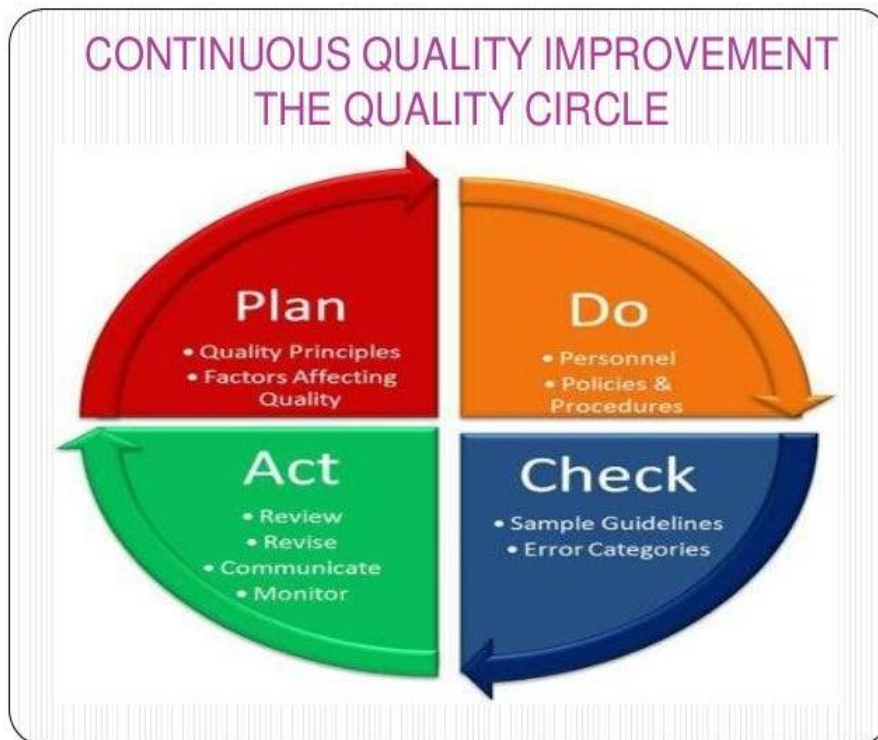 CONTINUOUS QUALITY IMPROVEMENT
THE QUALITY CIRCLE
Plan
• Quality Principles
• Factors Affecting
Quality
Do
• Personnel
• Policies &
Procedures
Check
• Sample Guidelines
• Error Categories
Act
• Review
• Revise
• Communicate
• Monitor